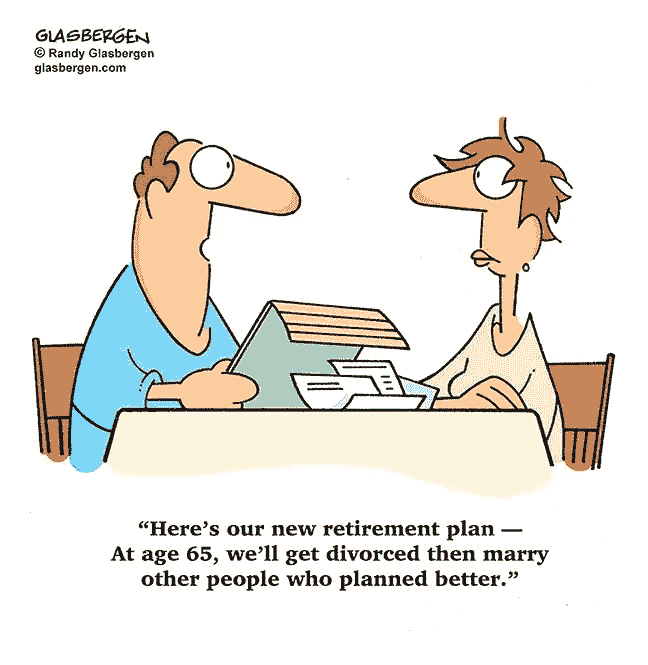 GLASBERGEN
© Randy Glasbergen
glasbergen.com
“Here’s our new retirement plan —
At age 65, we’ll get divorced then marry
other people who planned better.”